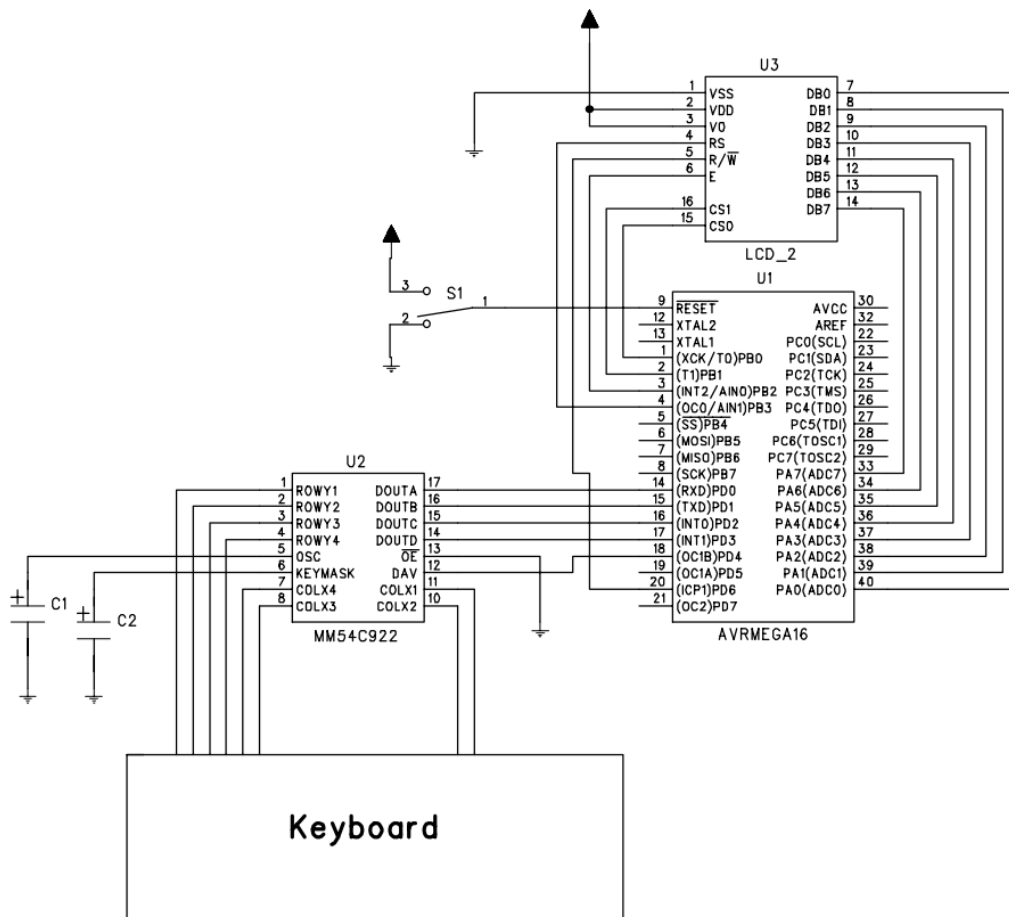 U3
1 VSS DB0 7
2 VDD DB1 8
3 VO DB2 9
4 RS DB3 10
5 R/W̅ DB4 11
6 E DB5 12
DB6 13
16 CS1 DB7 14
15 CS0
LCD_2
U1
3 S1 1
2
9 R̅E̅S̅E̅T̅ AVCC 30
12 XTAL2 AREF 32
13 XTAL1 PC0(SCL) 22
1 (XCK/T0)PB0 PC1(SDA) 23
2 (T1)PB1 PC2(TCK) 24
3 (INT2/AIN0)PB2 PC3(TMS) 25
4 (OC0/AIN1)PB3 PC4(TDO) 26
5 (S̅S̅)PB4 PC5(TDI) 27
6 (MOSI)PB5 PC6(TOSC1) 28
7 (MISO)PB6 PC7(TOSC2) 29
8 (SCK)PB7 PA7(ADC7) 33
14 (RXD)PD0 PA6(ADC6) 34
15 (TXD)PD1 PA5(ADC5) 35
16 (INT0)PD2 PA4(ADC4) 36
17 (INT1)PD3 PA3(ADC3) 37
18 (OC1B)PD4 PA2(ADC2) 38
19 (OC1A)PD5 PA1(ADC1) 39
20 (ICP1)PD6 PA0(ADC0) 40
21 (OC2)PD7
AVRMEGA16
U2
1 ROWY1 DOUTA 17
2 ROWY2 DOUTB 16
3 ROWY3 DOUTC 15
4 ROWY4 DOUTD 14
5 OSC O̅E̅ 13
6 KEYMASK DAV 12
7 COLX4 COLX1 11
8 COLX3 COLX2 10
MM54C922
+ C1
+ C2
Keyboard